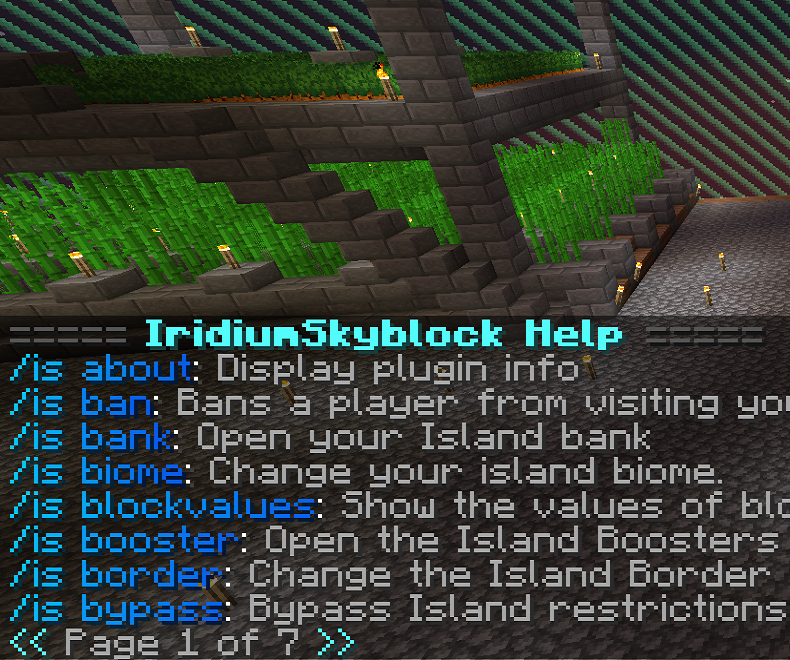 ===== IridiumSkyblock Help =====
/is about: Display plugin info
/is ban: Bans a player from visiting
/is bank: Open your Island bank
/is biome: Change your island biome.
/is blockvalues: Show the values of
/is booster: Open the Island Boosters
/is border: Change the Island Border
/is bypass: Bypass Island restrictions
<< Page 1 of 7 >>